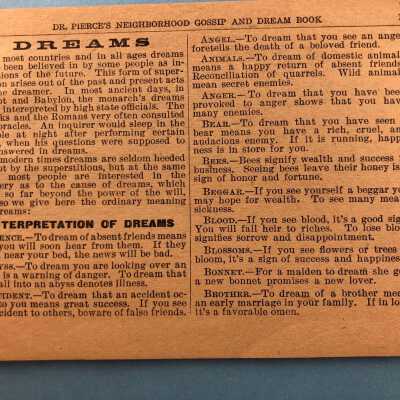 DR. PIERCE'S NEIGHBORHOOD GOSSIP AND DREAM BOOK
DREAMS
most countries and in all ages dreams
been believed in by some people as in-
ions of the future. This form of super-
on arises out of the past and present acts
he dreamer. In most ancient days, in
pt and Babylon, the monarch's dreams
interpreted by high state officials. The
ks and the Romans very often consulted
racles. An inquirer would sleep in the
le at night after performing certain
, when his questions were supposed to
nswered in dreams.
modern times dreams are seldom heeded
t by the superstitious, but at the same
most people are interested in the
ery as to the cause of dreams, which
so far beyond the power of the will,
so we give here the ordinary meaning
reams:
TERPRETATION OF DREAMS
ENCE.—To dream of absent friends means
you will soon hear from them. If they
near your bed, the news will be bad.
YSS.—To dream you are looking over an
is a warning of danger. To dream that
all into an abyss denotes illness.
IDENT.—To dream that an accident oc-
to you means great success. If you see
cident to others, beware of false friends.
ANGEL.—To dream that you see an ange
foretells the death of a beloved friend.
ANIMALS.—To dream of domestic animal
means a happy return of absent friends
Reconciliation of quarrels. Wild animal
mean secret enemies.
ANGER.—To dream that you have bee
provoked to anger shows that you hav
many enemies.
BEAR.—To dream that you have seen
bear means you have a rich, cruel, an
audacious enemy. If it is running, happ
ness is in store for you.
BEES.—Bees signify wealth and success
business. Seeing bees leave their honey is
sign of honor and fortune.
BEGGAR.—If you see yourself a beggar yo
may hope for wealth. To see many mea
sickness.
BLOOD.—If you see blood, it's a good sig
You will fall heir to riches. To lose blo
signifies sorrow and disappointment.
BLOSSOMS.—If you see flowers or trees
bloom, it's a sign of success and happines
BONNET.—For a maiden to dream she ge
a new bonnet promises a new lover.
BROTHER.—To dream of a brother mea
an early marriage in your family. If in lo
it's a favorable omen.